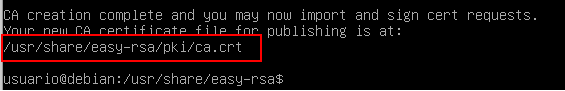 CA creation complete and you may now import and sign cert requests.
Your new CA certificate file for publishing is at:
/usr/share/easy-rsa/pki/ca.crt
usuario@debian:/usr/share/easy-rsa$